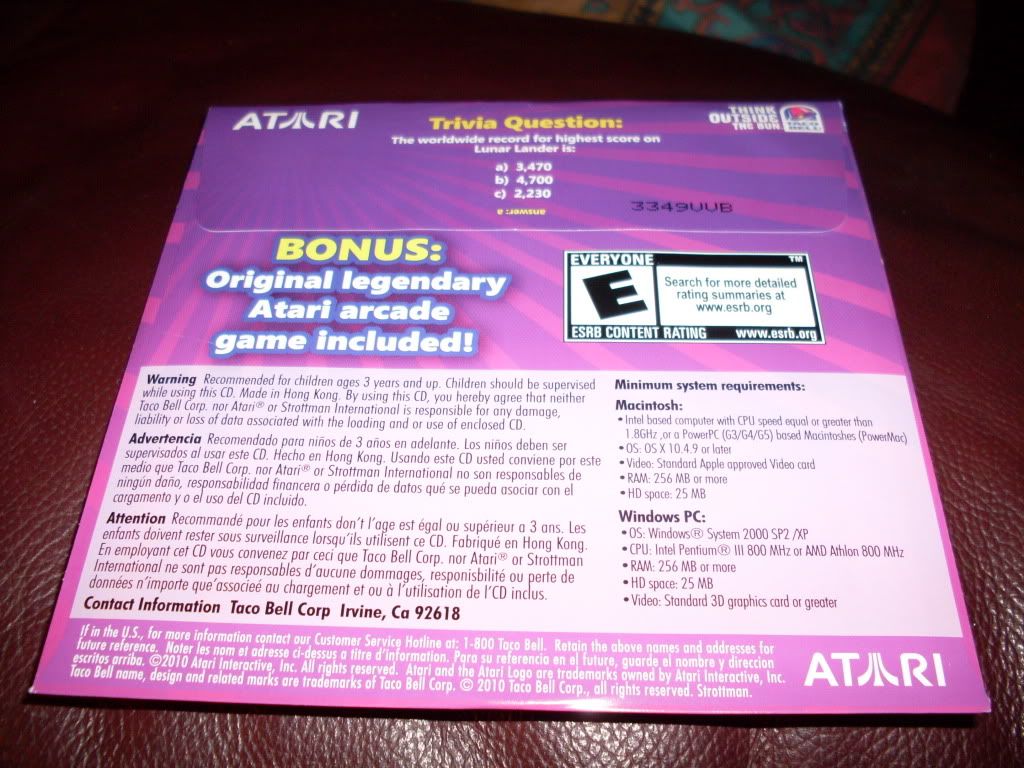 ATARI
Trivia Question:
THINK
OUTSIDE
THE BUN
TACO
BELL
The worldwide record for highest score on
Lunar Lander is:
a) 3,470
b) 4,700
c) 2,230
answer: a
3349UUB
BONUS:
Original legendary
Atari arcade
game included!
EVERYONE TM
E
Search for more detailed
rating summaries at
www.esrb.org
ESRB CONTENT RATING www.esrb.org
Warning Recommended for children ages 3 years and up. Children should be supervised
while using this CD. Made in Hong Kong. By using this CD, you hereby agree that neither
Taco Bell Corp. nor Atari® or Strottman International is responsible for any damage,
liability or loss of data associated with the loading and or use of enclosed CD.
Advertencia Recomendado para niños de 3 años en adelante. Los niños deben ser
supervisados al usar este CD. Hecho en Hong Kong. Usando este CD usted conviene por este
medio que Taco Bell Corp. nor Atari® or Strottman International no son responsables de
ningún daño, responsabilidad financiera o pérdida de datos qué se pueda asociar con el
cargamento y o el uso del CD incluido.
Attention Recommandé pour les enfants don't l'age est égal ou supérieur a 3 ans. Les
enfants doivent rester sous surveillance lorsqu'ils utilisent ce CD. Fabriqué en Hong Kong.
En employant cet CD vous convenez par ceci que Taco Bell Corp. nor Atari® or Strottman
International ne sont pas responsables d'aucune dommages, responisbilité ou perte de
données n'importe qu'associeé au chargement et ou à l'utilisation de l'CD inclus.
Contact Information Taco Bell Corp Irvine, Ca 92618
Minimum system requirements:
Macintosh:
• Intel based computer with CPU speed equal or greater than
1.8GHz ,or a PowerPC (G3/G4/G5) based Macintoshes (PowerMac)
• OS: OS X 10.4.9 or later
• Video: Standard Apple approved Video card
• RAM: 256 MB or more
• HD space: 25 MB
Windows PC:
• OS: Windows® System 2000 SP2 /XP
• CPU: Intel Pentium® III 800 MHz or AMD Athlon 800 MHz
• RAM: 256 MB or more
• HD space: 25 MB
• Video: Standard 3D graphics card or greater
If in the U.S., for more information contact our Customer Service Hotline at: 1-800 Taco Bell. Retain the above names and addresses for
future reference. Noter les nom et adresse ci-dessus a titre d'information. Para su referencia en el future, guarde el nombre y direccion
escritos arriba. ©2010 Atari Interactive, Inc. All rights reserved. Atari and the Atari Logo are trademarks owned by Atari Interactive, Inc.
Taco Bell name, design and related marks are trademarks of Taco Bell Corp. © 2010 Taco Bell Corp., all rights reserved. Strottman.
ATARI